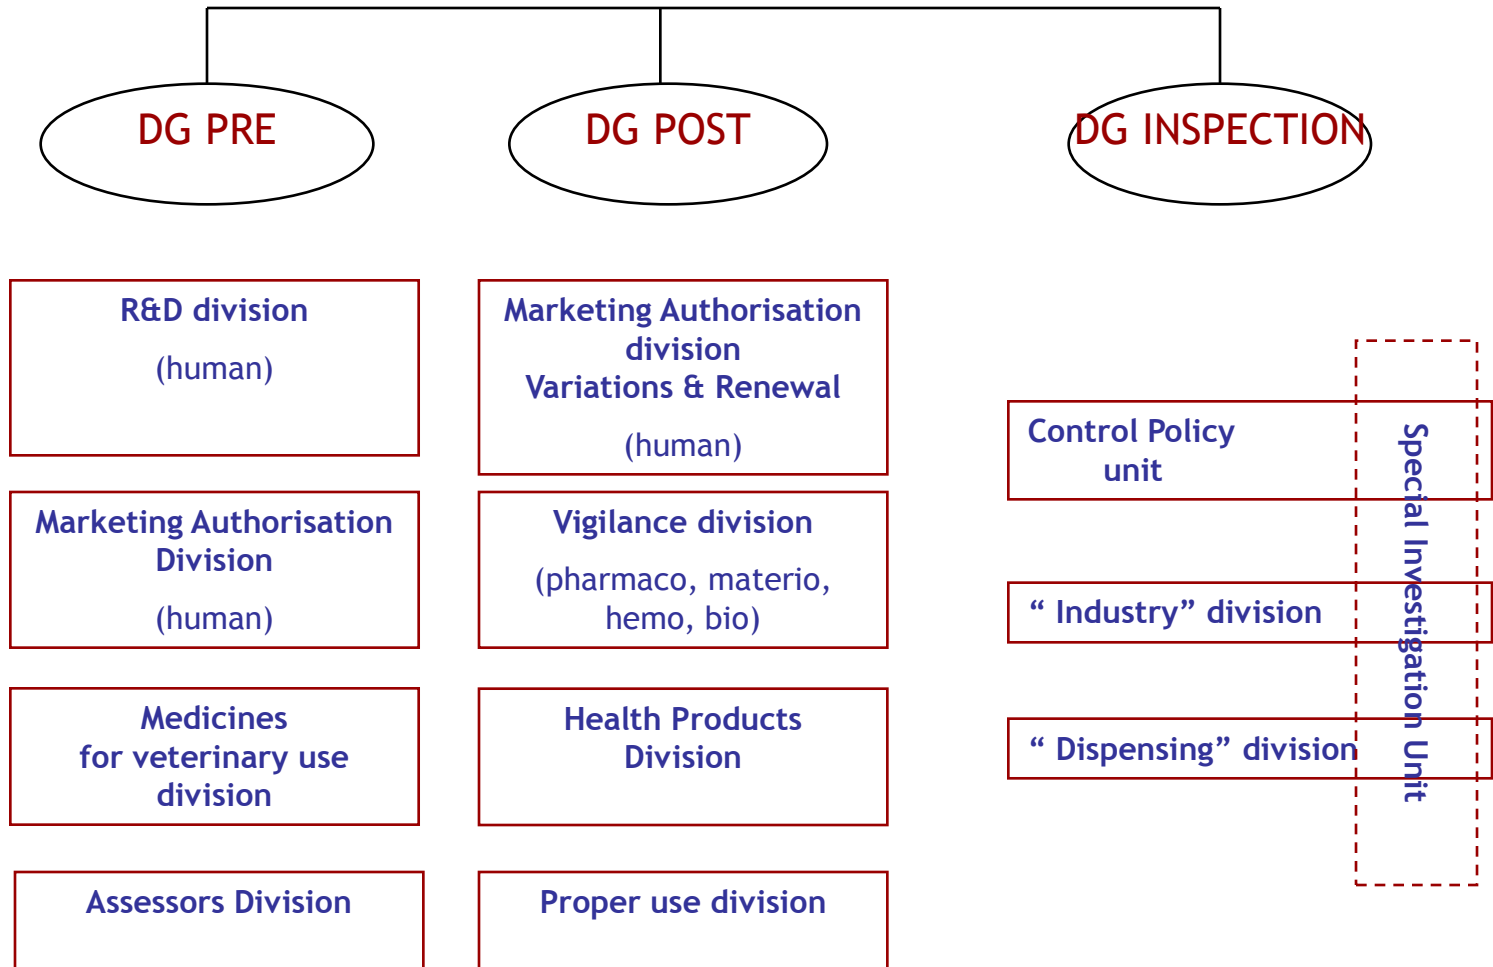 DG PRE
DG POST
DG INSPECTION
R&D division
(human)
Marketing Authorisation
Division
(human)
Medicines
for veterinary use
division
Assessors Division
Marketing Authorisation
division
Variations & Renewal
(human)
Vigilance division
(pharmaco, materio,
hemo, bio)
Health Products
Division
Proper use division
Control Policy
unit
“ Industry” division
“ Dispensing” division
Special Investigation Unit